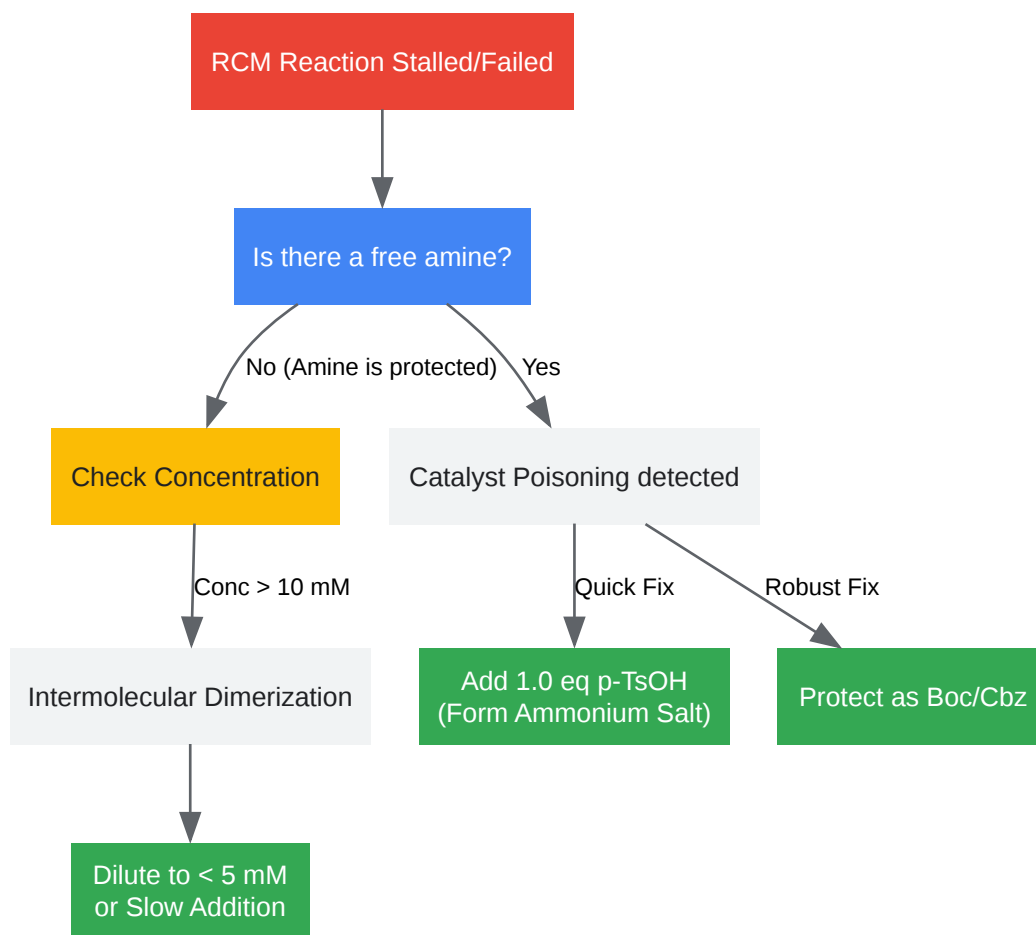 RCM Reaction Stalled/Failed
Is there a free amine?
No (Amine is protected)
Yes
Check Concentration
Catalyst Poisoning detected
Conc > 10 mM
Quick Fix
Robust Fix
Intermolecular Dimerization
Add 1.0 eq p-TsOH
(Form Ammonium Salt)
Protect as Boc/Cbz
Dilute to < 5 mM
or Slow Addition